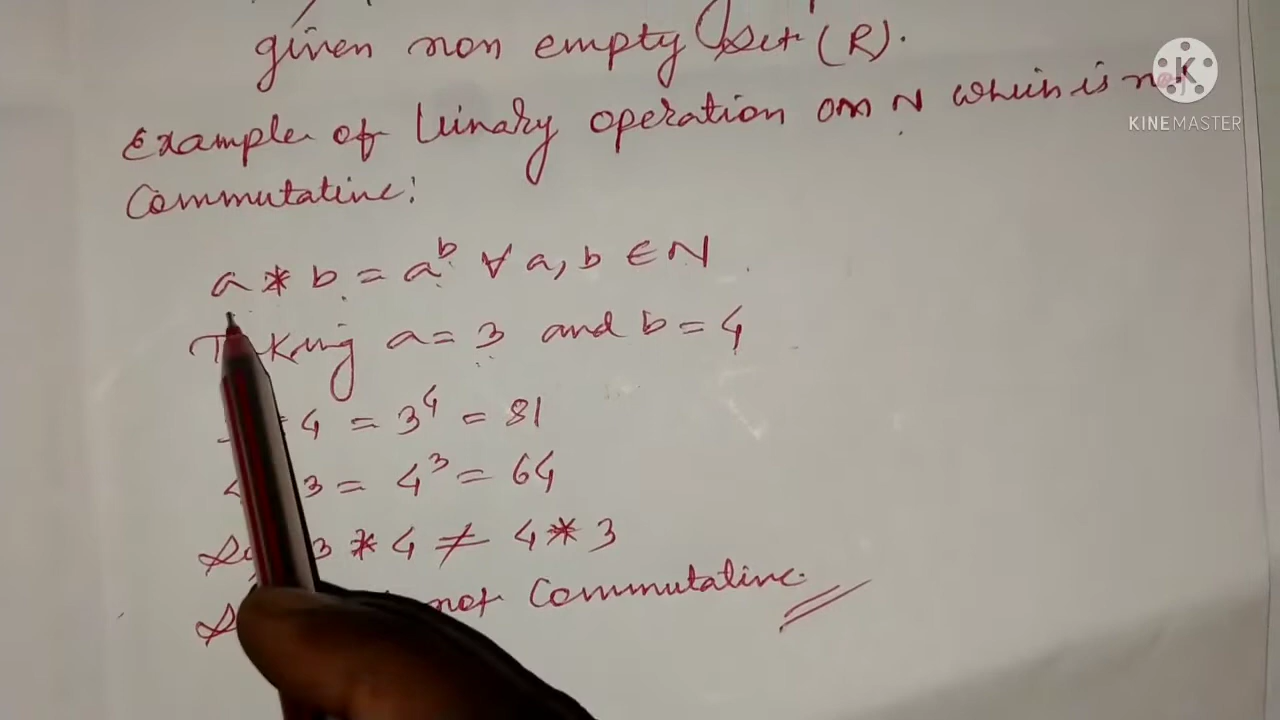 given non empty set (R).
Example of binary operation on N which is not
Commutative:
a * b = a^b ∀ a, b ∈ N
Taking a = 3 and b = 4
4 = 3^4 = 81
3 = 4^3 = 64
3 * 4 ≠ 4 * 3
not Commutative.
KINEMASTER